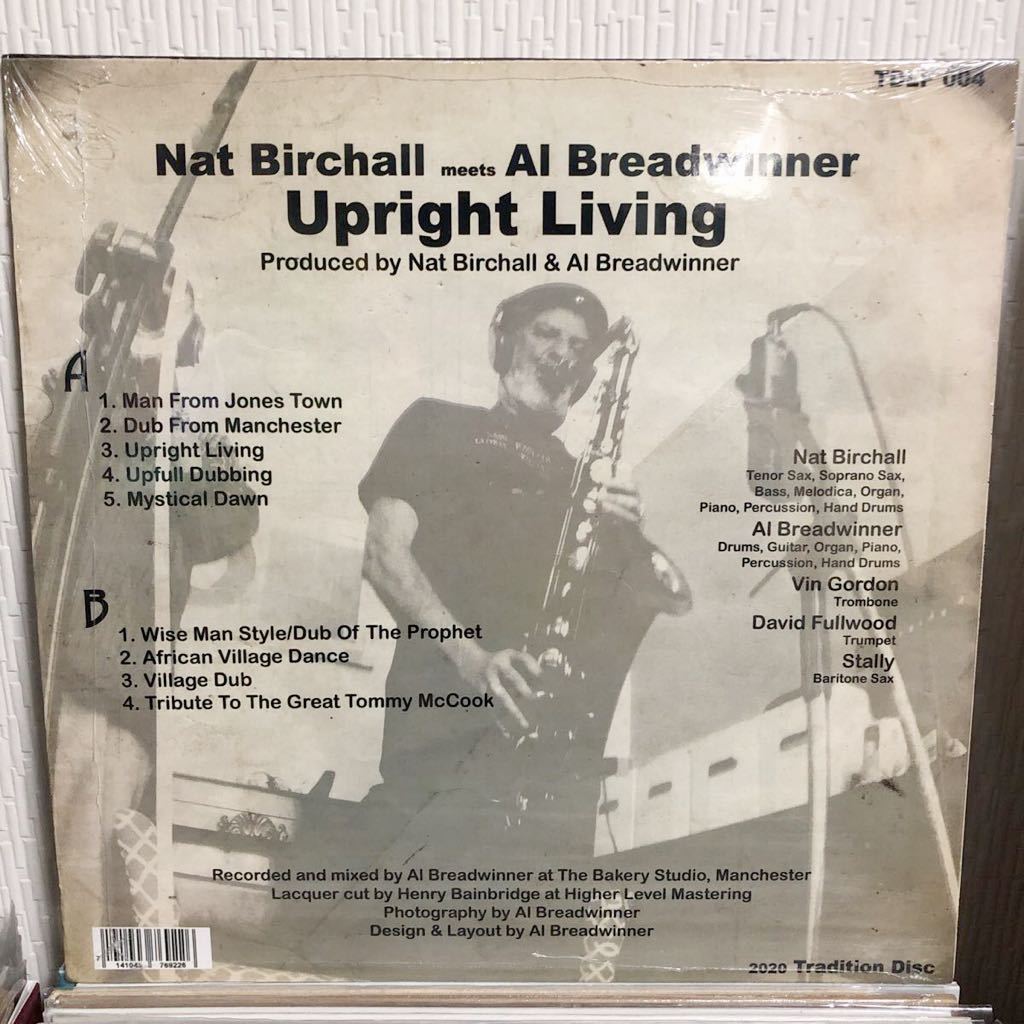 TDLP 004
Nat Birchall meets Al Breadwinner
Upright Living
Produced by Nat Birchall & Al Breadwinner
A
1. Man From Jones Town
2. Dub From Manchester
3. Upright Living
4. Upfull Dubbing
5. Mystical Dawn
B
1. Wise Man Style/Dub Of The Prophet
2. African Village Dance
3. Village Dub
4. Tribute To The Great Tommy McCook
Nat Birchall
Tenor Sax, Soprano Sax,
Bass, Melodica, Organ,
Piano, Percussion, Hand Drums
Al Breadwinner
Drums, Guitar, Organ, Piano,
Percussion, Hand Drums
Vin Gordon
Trombone
David Fullwood
Trumpet
Stally
Baritone Sax
Recorded and mixed by Al Breadwinner at The Bakery Studio, Manchester
Lacquer cut by Henry Bainbridge at Higher Level Mastering
Photography by Al Breadwinner
Design & Layout by Al Breadwinner
2020 Tradition Disc